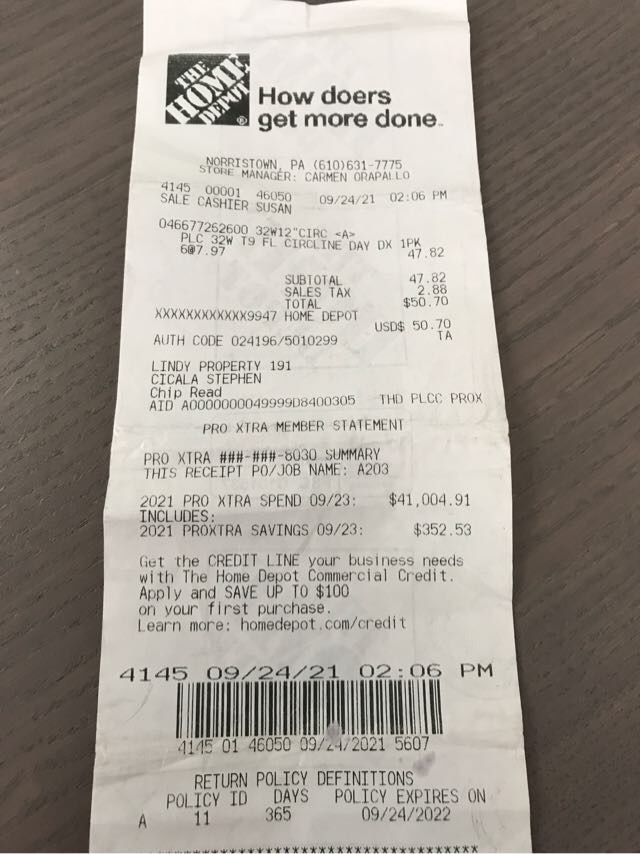 THE
HOME
DEPOT
®
How doers
get more done™
NORRISTOWN, PA (610)631-7775
STORE MANAGER: CARMEN ORAPALLO
4145 00001 46050 09/24/21 02:06 PM
SALE CASHIER SUSAN
046677262600 32W12"CIRC <A>
PLC 32W T9 FL CIRCLINE DAY DX 1PK
6@7.97 47.82
SUBTOTAL 47.82
SALES TAX 2.88
TOTAL $50.70
XXXXXXXXXXXX9947 HOME DEPOT
USD$ 50.70
AUTH CODE 024196/5010299 TA
LINDY PROPERTY 191
CICALA STEPHEN
Chip Read
AID A0000000049999D8400305 THD PLCC PROX
PRO XTRA MEMBER STATEMENT
PRO XTRA ###-###-8030 SUMMARY
THIS RECEIPT PO/JOB NAME: A203
2021 PRO XTRA SPEND 09/23: $41,004.91
INCLUDES:
2021 PROXTRA SAVINGS 09/23: $352.53
Get the CREDIT LINE your business needs
with The Home Depot Commercial Credit.
Apply and SAVE UP TO $100
on your first purchase.
Learn more: homedepot.com/credit
4145 09/24/21 02:06 PM
4145 01 46050 09/24/2021 5607
RETURN POLICY DEFINITIONS
POLICY ID DAYS POLICY EXPIRES ON
A 11 365 09/24/2022
****************************************